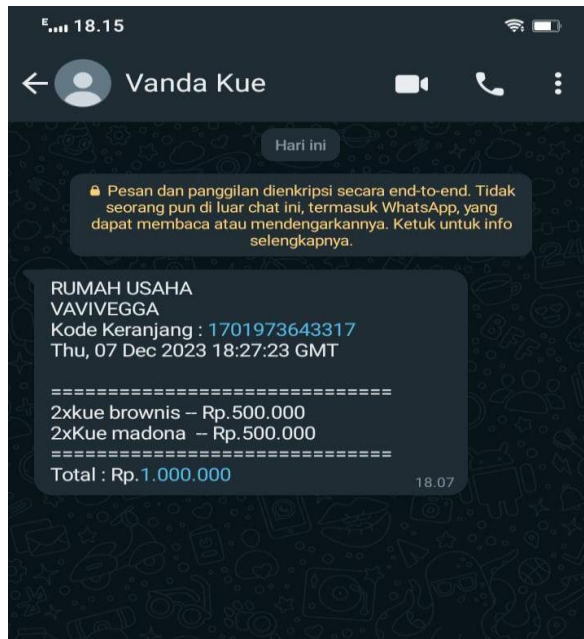 E 18.15
Vanda Kue
Hari ini
Pesan dan panggilan dienkripsi secara end-to-end. Tidak
seorang pun di luar chat ini, termasuk WhatsApp, yang
dapat membaca atau mendengarkannya. Ketuk untuk info
selengkapnya.
RUMAH USAHA
VAVIVEGGA
Kode Keranjang : 1701973643317
Thu, 07 Dec 2023 18:27:23 GMT
==============================
2xkue brownis -- Rp.500.000
2xKue madona  -- Rp.500.000
==============================
Total : Rp.1.000.000
18.07